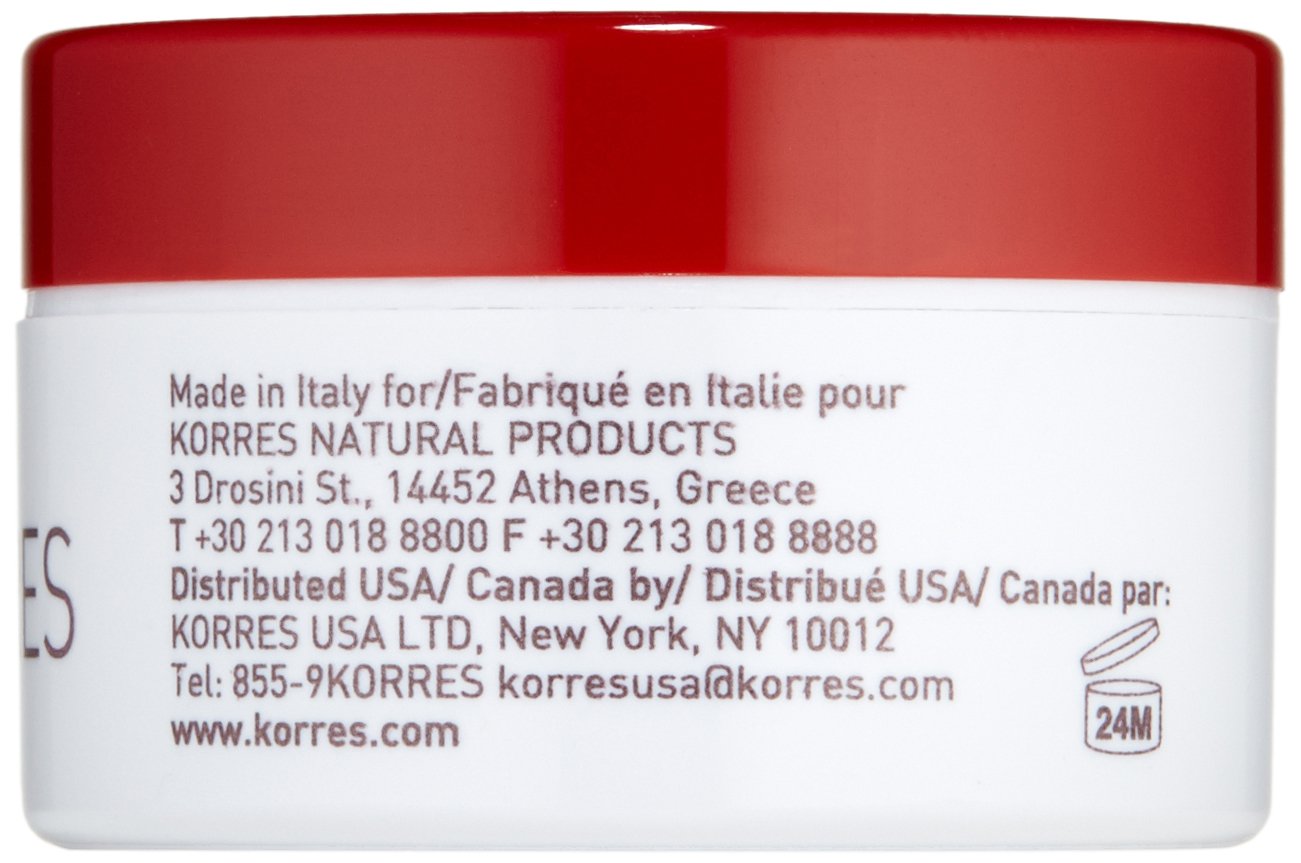 Made in Italy for/Fabriqué en Italie pour
KORRES NATURAL PRODUCTS
3 Drosini St., 14452 Athens, Greece
T +30 213 018 8800 F +30 213 018 8888
Distributed USA/ Canada by/ Distribué USA/ Canada par:
KORRES USA LTD, New York, NY 10012
Tel: 855-9KORRES korresusa@korres.com
www.korres.com
24M
ES